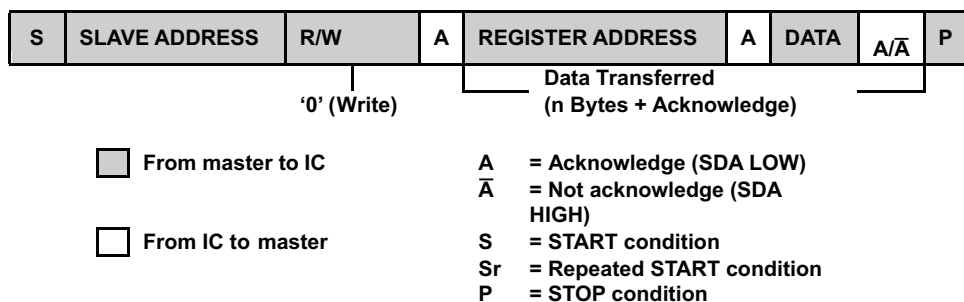 S SLAVE ADDRESS R/W A REGISTER ADDRESS A DATA A/A̅ P
‘0’ (Write)
Data Transferred
(n Bytes + Acknowledge)
From master to IC
From IC to master
A = Acknowledge (SDA LOW)
A̅ = Not acknowledge (SDA
HIGH)
S = START condition
Sr = Repeated START condition
P = STOP condition